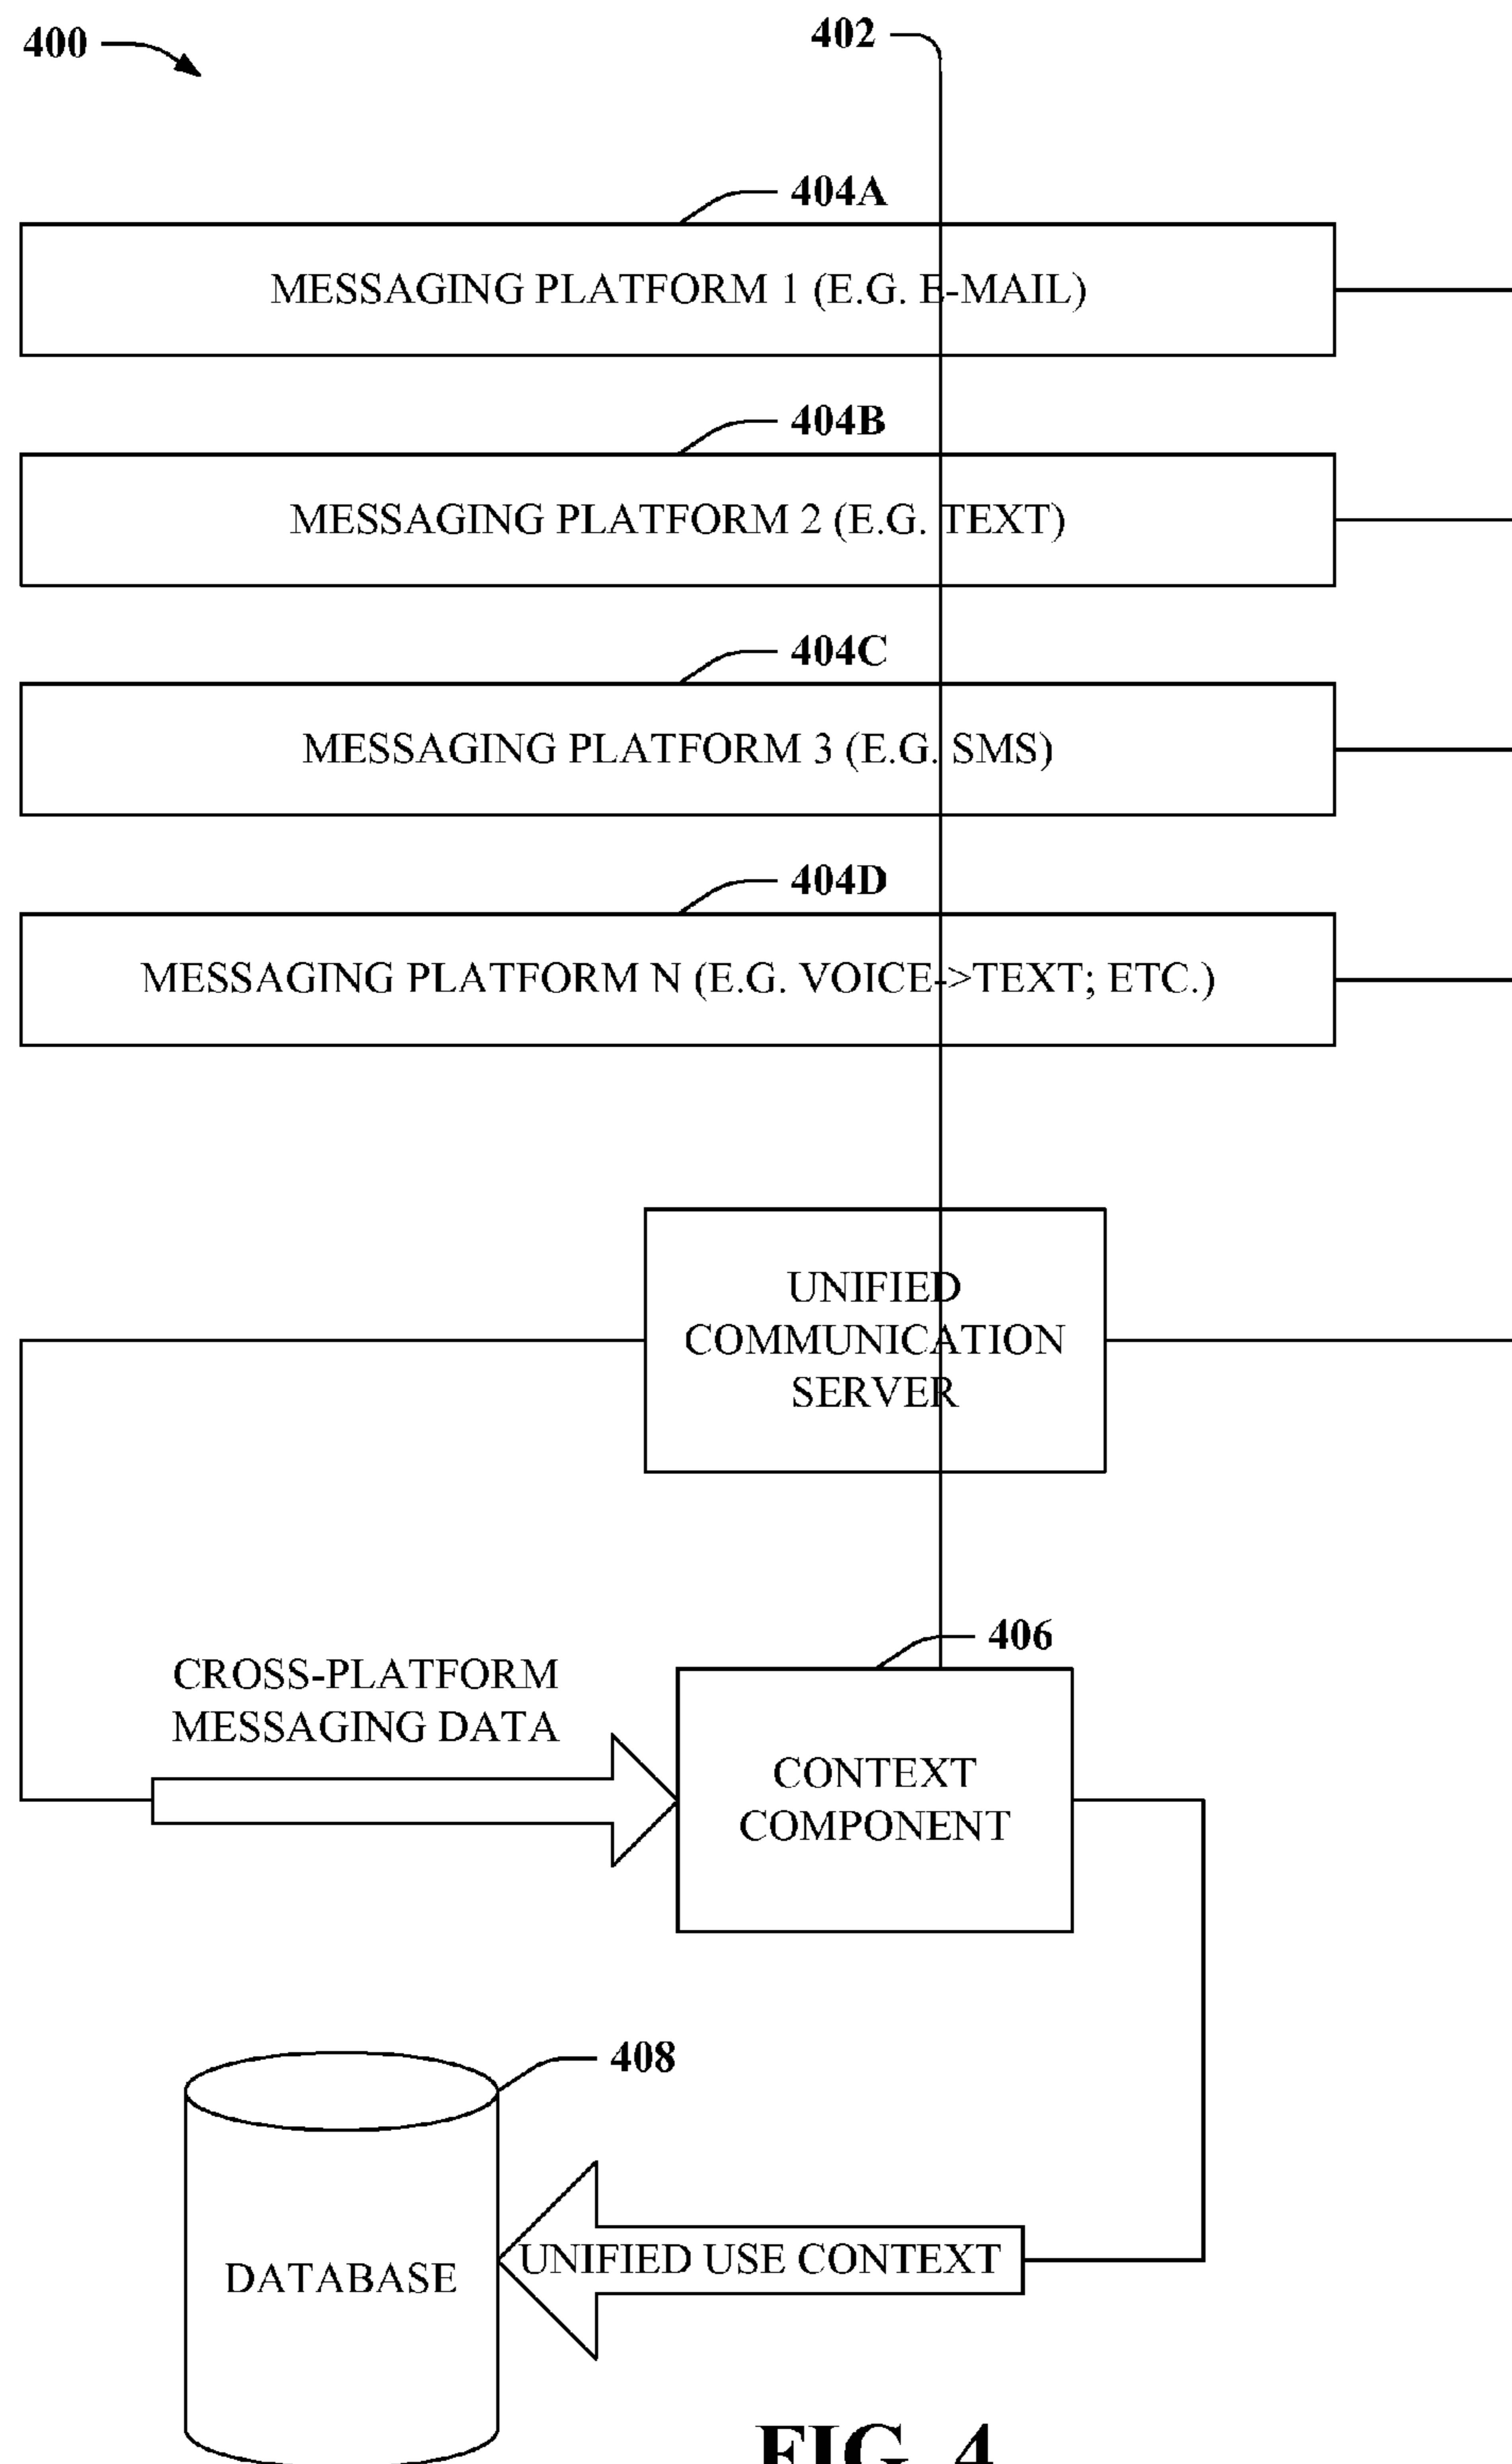 400
402
404A
MESSAGING PLATFORM 1 (E.G. E-MAIL)
404B
MESSAGING PLATFORM 2 (E.G. TEXT)
404C
MESSAGING PLATFORM 3 (E.G. SMS)
404D
MESSAGING PLATFORM N (E.G. VOICE->TEXT; ETC.)
UNIFIED
COMMUNICATION
SERVER
406
CROSS-PLATFORM
MESSAGING DATA
CONTEXT
COMPONENT
408
UNIFIED USE CONTEXT
DATABASE
FIG. 4